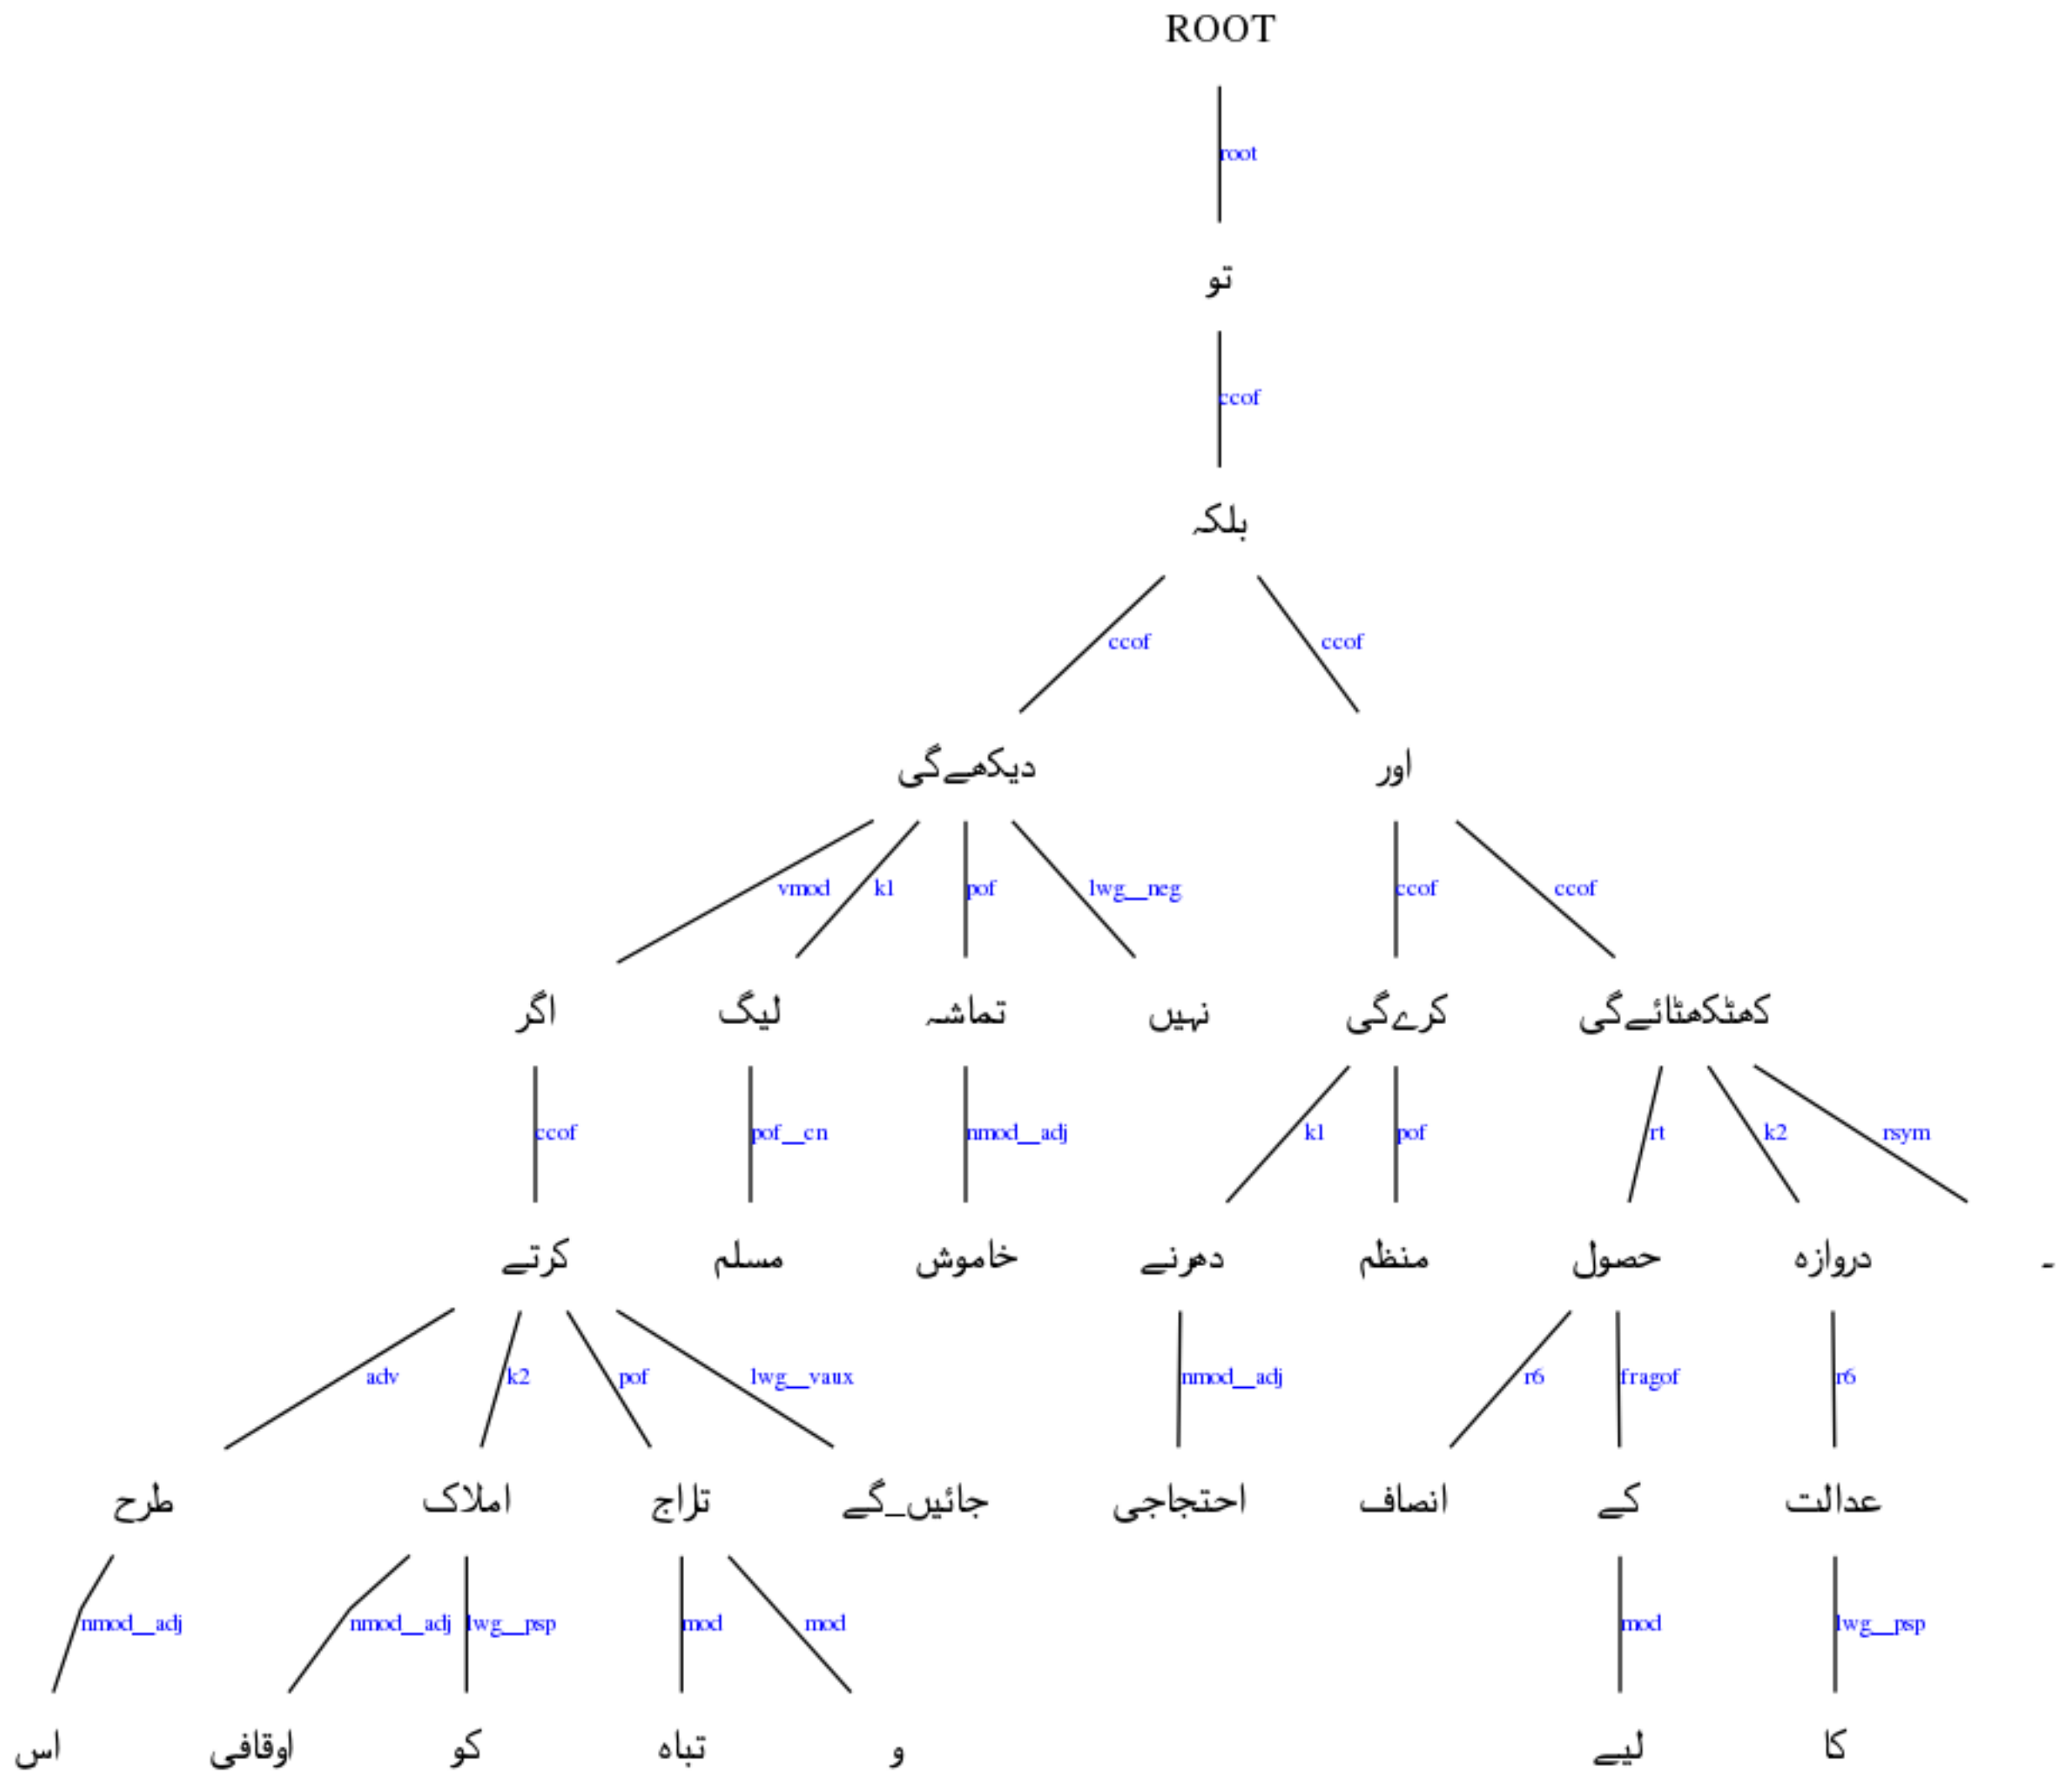 ROOT
root
تو
ccof
بلکہ
ccof ccof
دیکھےگی اور
vmod k1 pof lwg__neg ccof ccof
اگر لیگ تماشہ نہیں کرےگی کھٹکھٹائےگی
ccof pof__cn nmod__adj k1 pof rt k2 rsym
کرتے مسلم خاموش دھرنے منظم حصول دروازہ ۔
adv k2 pof lwg__vaux nmod__adj r6 fragof r6
طرح املاک تاراج جائیں_گے احتجاجی انصاف کے عدالت
nmod__adj nmod__adj lwg__psp mod mod mod lwg__psp
اس اوقافی کو تباہ و لیے کا